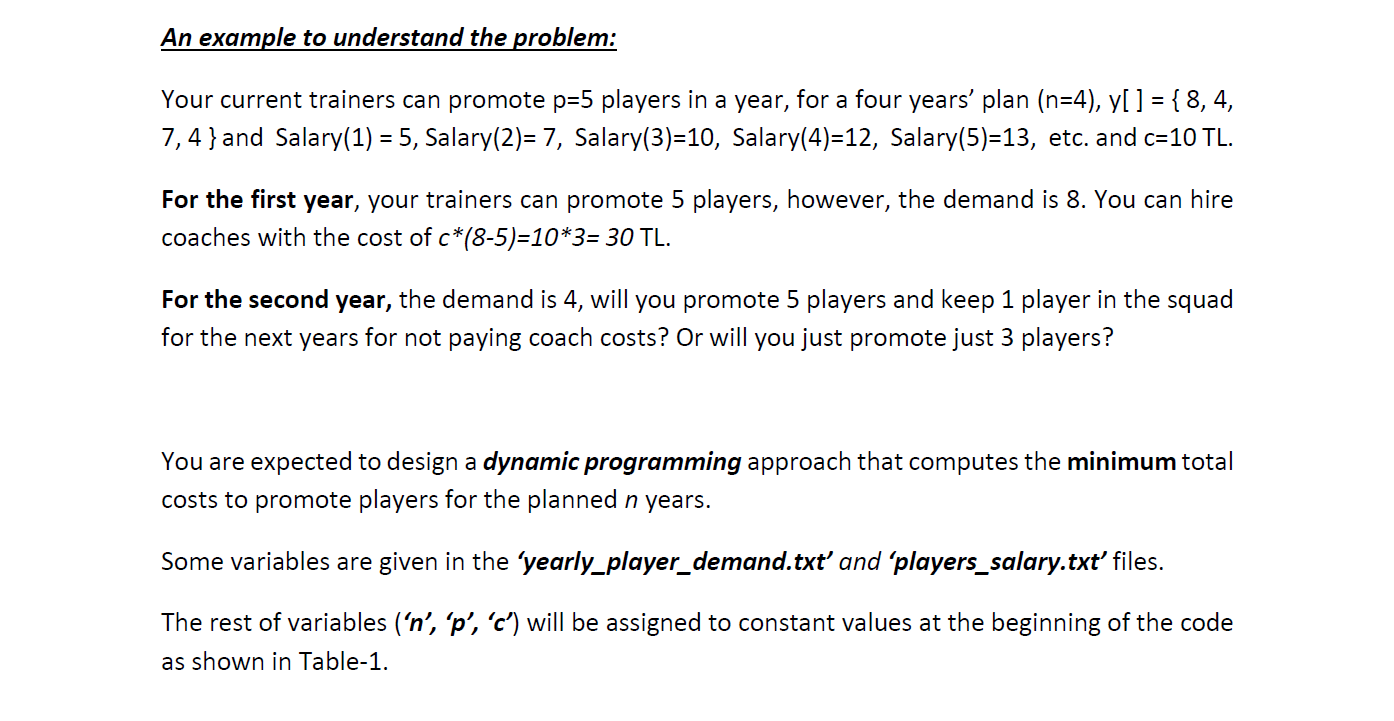 An example to understand the problem:
Your current trainers can promote p=5 players in a year, for a four years’ plan (n=4), y[ ] = { 8, 4,
7, 4 } and Salary(1) = 5, Salary(2)= 7, Salary(3)=10, Salary(4)=12, Salary(5)=13, etc. and c=10 TL.
For the first year, your trainers can promote 5 players, however, the demand is 8. You can hire
coaches with the cost of c*(8-5)=10*3= 30 TL.
For the second year, the demand is 4, will you promote 5 players and keep 1 player in the squad
for the next years for not paying coach costs? Or will you just promote just 3 players?
You are expected to design a dynamic programming approach that computes the minimum total
costs to promote players for the planned n years.
Some variables are given in the ‘yearly_player_demand.txt’ and ‘players_salary.txt’ files.
The rest of variables (‘n’, ‘p’, ‘c’) will be assigned to constant values at the beginning of the code
as shown in Table-1.